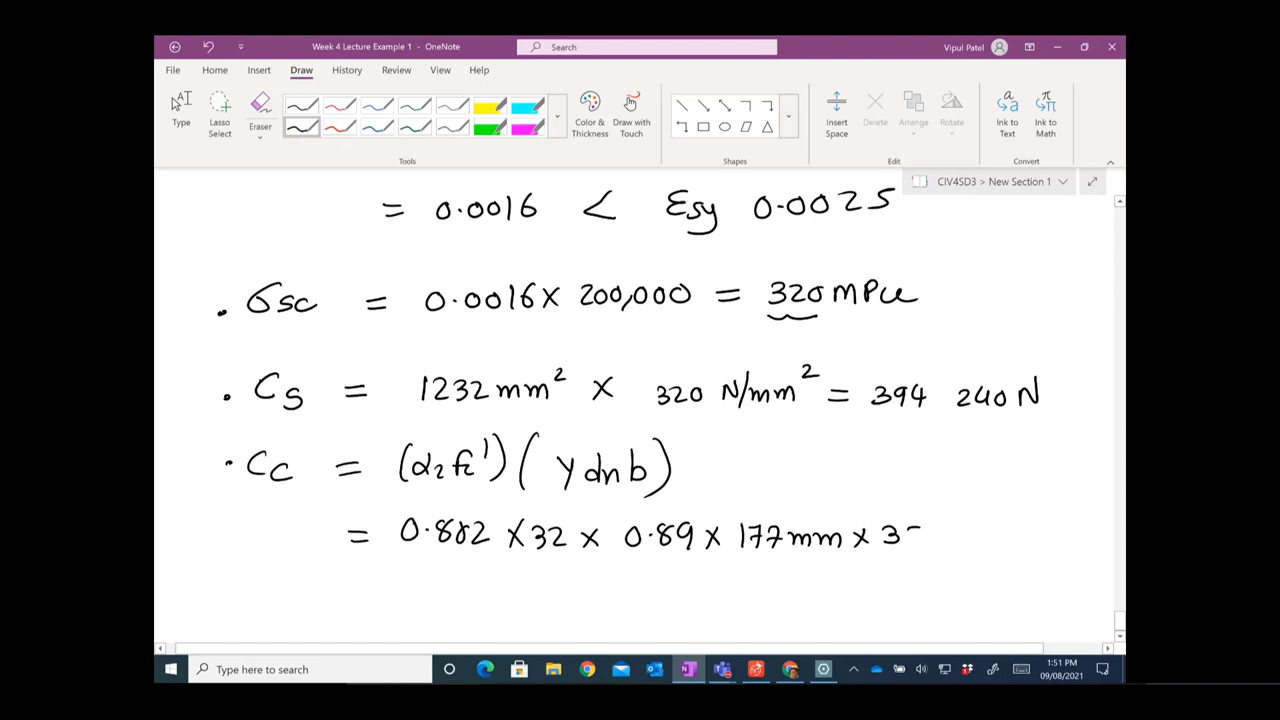 Week 4 Lecture Example 1 - OneNote
Search
Vipul Patel
File Home Insert Draw History Review View Help
Type
Lasso Select
Eraser
Color & Thickness
Draw with Touch
Insert Space
Delete
Arrange
Rotate
Ink to Text
Ink to Math
Tools Shapes Edit Convert
CIV4SD3 > New Section 1
= 0.0016 < Esy 0.0025
. σsc = 0.0016 × 200,000 = 320 MPa
. Cs = 1232 mm² × 320 N/mm² = 394 240 N
. Cc = (α2 fc') ( γ dn b)
= 0.882 × 32 × 0.89 × 177mm × 3
Type here to search
1:51 PM
09/08/2021